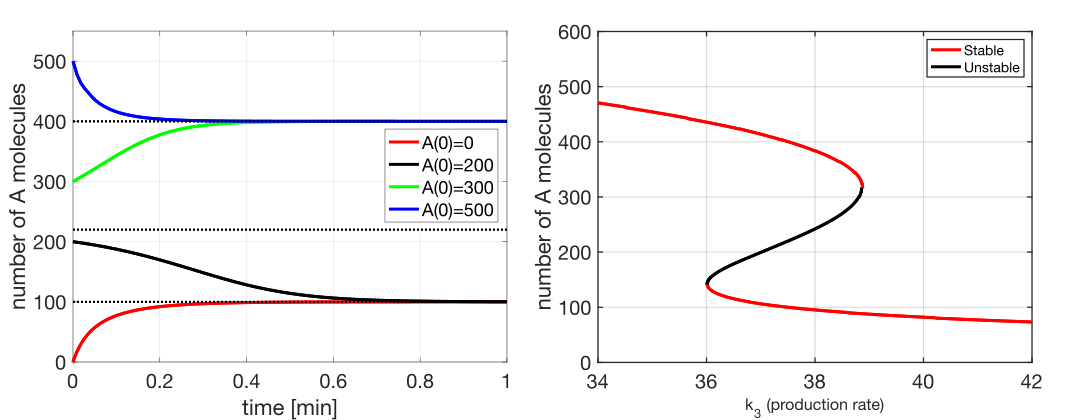 number of A molecules
500
400
300
200
100
0
0 0.2 0.4 0.6 0.8 1
time [min]
A(0)=0
A(0)=200
A(0)=300
A(0)=500
number of A molecules
600
500
400
300
200
100
0
34 36 38 40 42
k3 (production rate)
Stable
Unstable